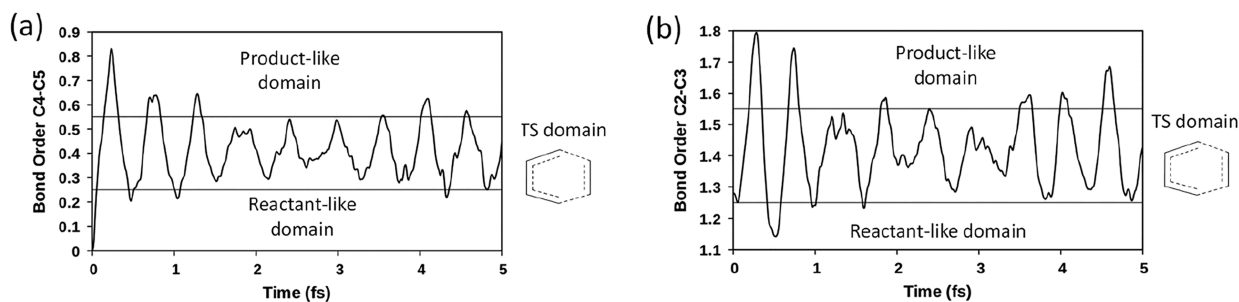 (a)
0.9
0.8
0.7
0.6
0.5
0.4
0.3
0.2
0.1
0
Bond Order C4-C5
Product-like
domain
Reactant-like
domain
0 1 2 3 4 5
Time (fs)
TS domain
(b)
1.8
1.7
1.6
1.5
1.4
1.3
1.2
1.1
Bond Order C2-C3
Product-like
domain
Reactant-like domain
0 1 2 3 4 5
Time (fs)
TS domain